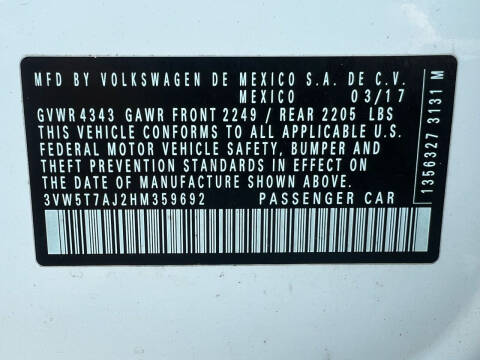 MFD BY VOLKSWAGEN DE MEXICO S.A. DE C.V.
MEXICO 03/17
GVWR 4343 GAWR FRONT 2249 / REAR 2205 LBS
THIS VEHICLE CONFORMS TO ALL APPLICABLE U.S.
FEDERAL MOTOR VEHICLE SAFETY, BUMPER AND
THEFT PREVENTION STANDARDS IN EFFECT ON
THE DATE OF MANUFACTURE SHOWN ABOVE.
3VW5T7AJ2HM359692 PASSENGER CAR
1356327 3131 M